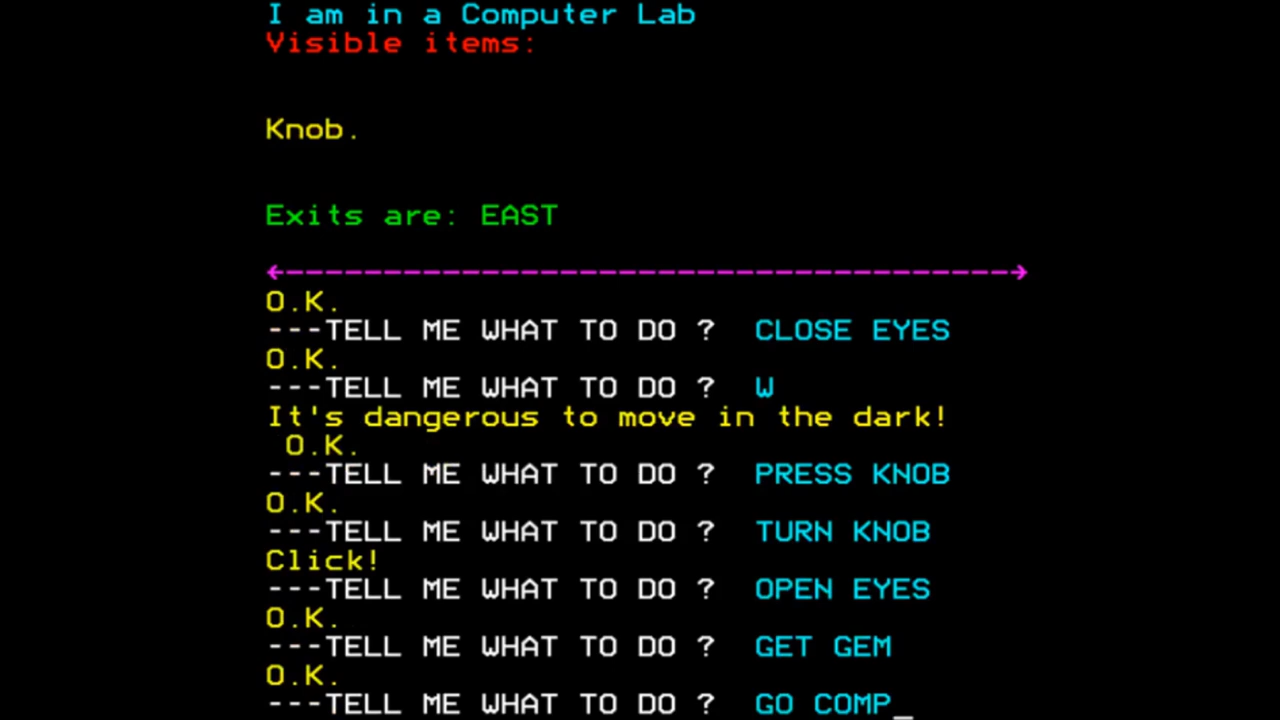 I am in a Computer Lab
Visible items:
Knob.
Exits are: EAST
O.K.
---TELL ME WHAT TO DO ? CLOSE EYES
O.K.
---TELL ME WHAT TO DO ? W
It's dangerous to move in the dark!
O.K.
---TELL ME WHAT TO DO ? PRESS KNOB
O.K.
---TELL ME WHAT TO DO ? TURN KNOB
Click!
---TELL ME WHAT TO DO ? OPEN EYES
O.K.
---TELL ME WHAT TO DO ? GET GEM
O.K.
---TELL ME WHAT TO DO ? GO COMP_